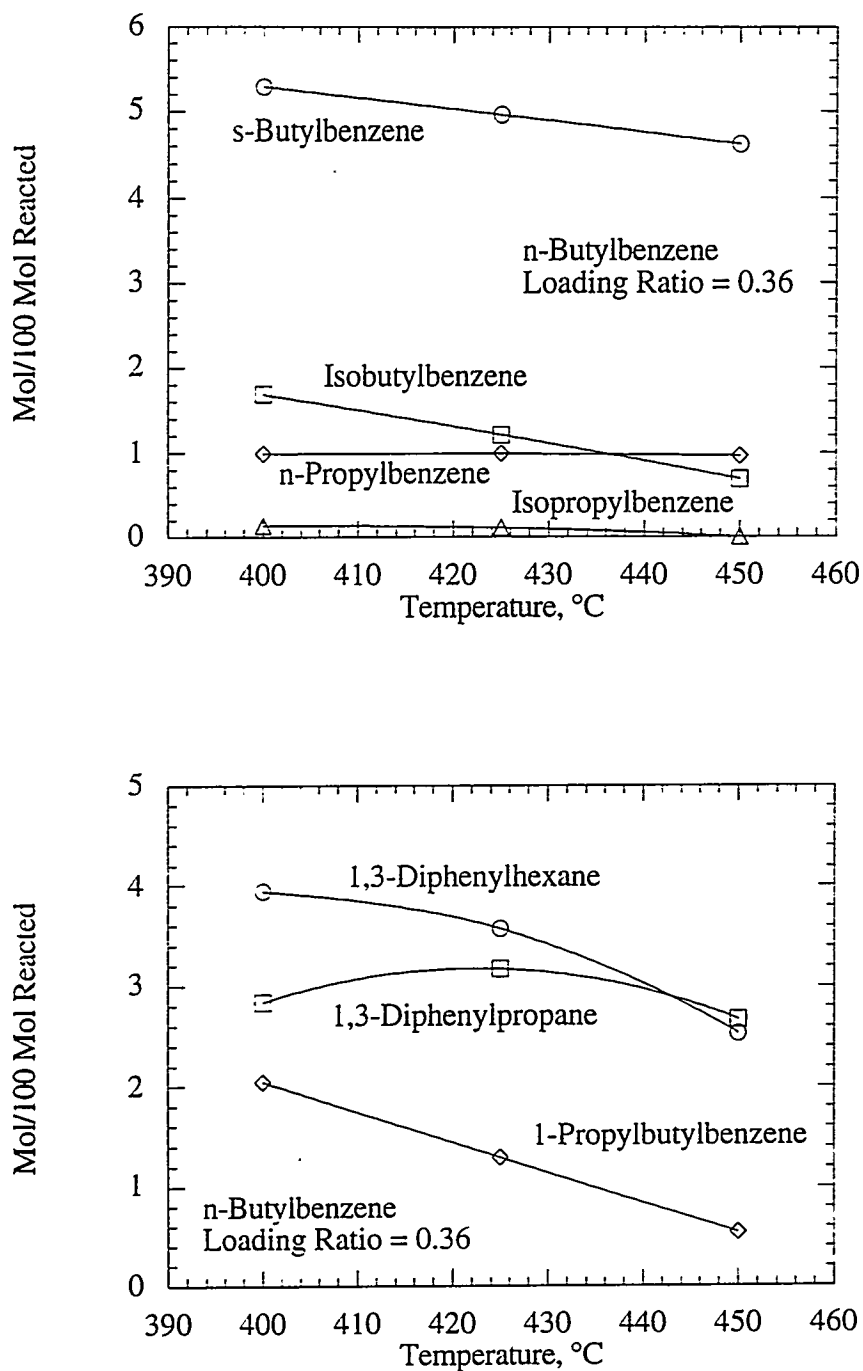 6
s-Butylbenzene
5
4
n-Butylbenzene
Loading Ratio = 0.36
3
Mol/100 Mol Reacted
2
Isobutylbenzene
1
n-Propylbenzene
Isopropylbenzene
0
390 400 410 420 430 440 450 460
Temperature, °C
5
1,3-Diphenylhexane
4
3
1,3-Diphenylpropane
Mol/100 Mol Reacted
2
1-Propylbutylbenzene
1
n-Butylbenzene
Loading Ratio = 0.36
0
390 400 410 420 430 440 450 460
Temperature, °C